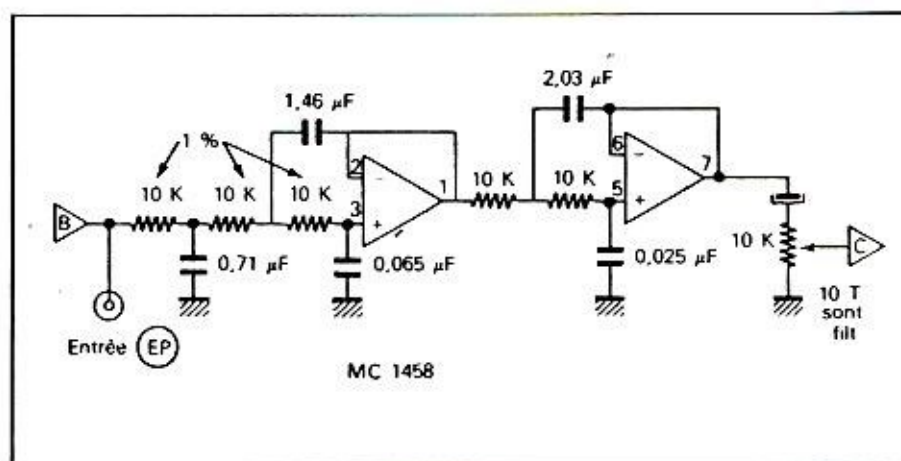 2,03 µF
1,46 µF
1 %
10 K
10 K
10 K
2
3
1
10 K
10 K
6
5
7
B
0,71 µF
0,065 µF
0,025 µF
10 K
C
10 T
sont
filt
Entrée EP
MC 1458